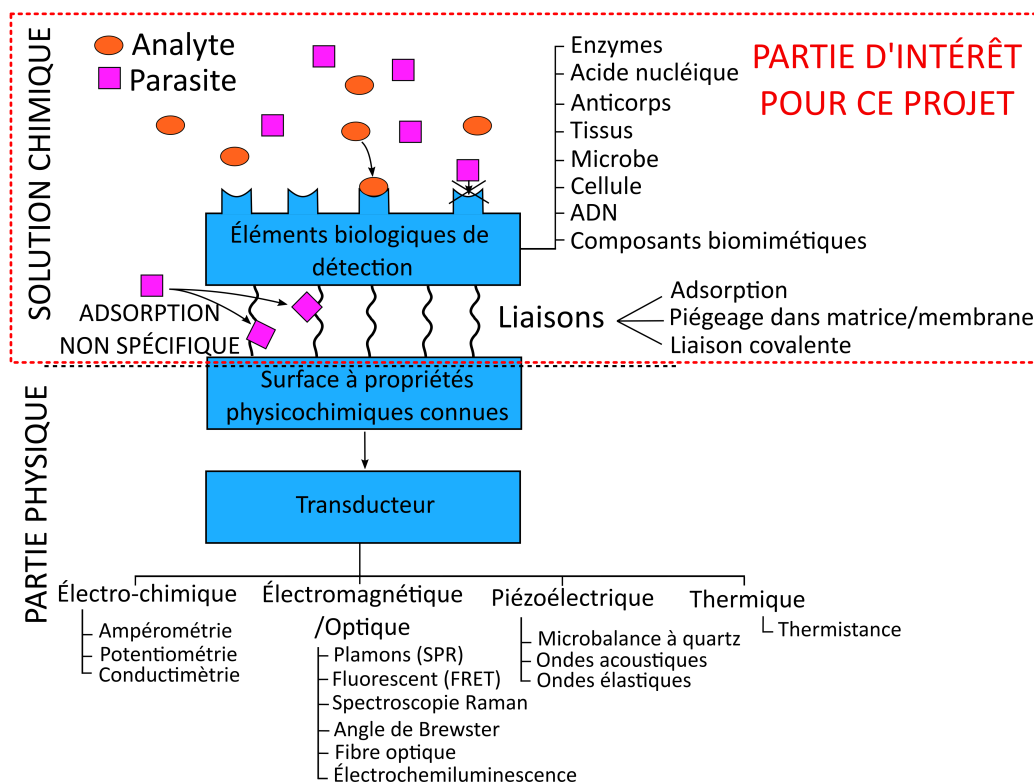 SOLUTION CHIMIQUE
Analyte
Parasite
Enzymes
Acide nucléique
Anticorps
Tissus
Microbe
Cellule
ADN
Composants biomimétiques
PARTIE D'INTÉRÊT
POUR CE PROJET
Éléments biologiques de
détection
ADSORPTION
NON SPÉCIFIQUE
Liaisons
Adsorption
Piégeage dans matrice/membrane
Liaison covalente
PARTIE PHYSIQUE
Surface à propriétés
physicochimiques connues
Transducteur
Électro-chimique
Ampérométrie
Potentiométrie
Conductimètrie
Électromagnétique
/Optique
Plamons (SPR)
Fluorescent (FRET)
Spectroscopie Raman
Angle de Brewster
Fibre optique
Électrochemiluminescence
Piézoélectrique
Microbalance à quartz
Ondes acoustiques
Ondes élastiques
Thermique
Thermistance